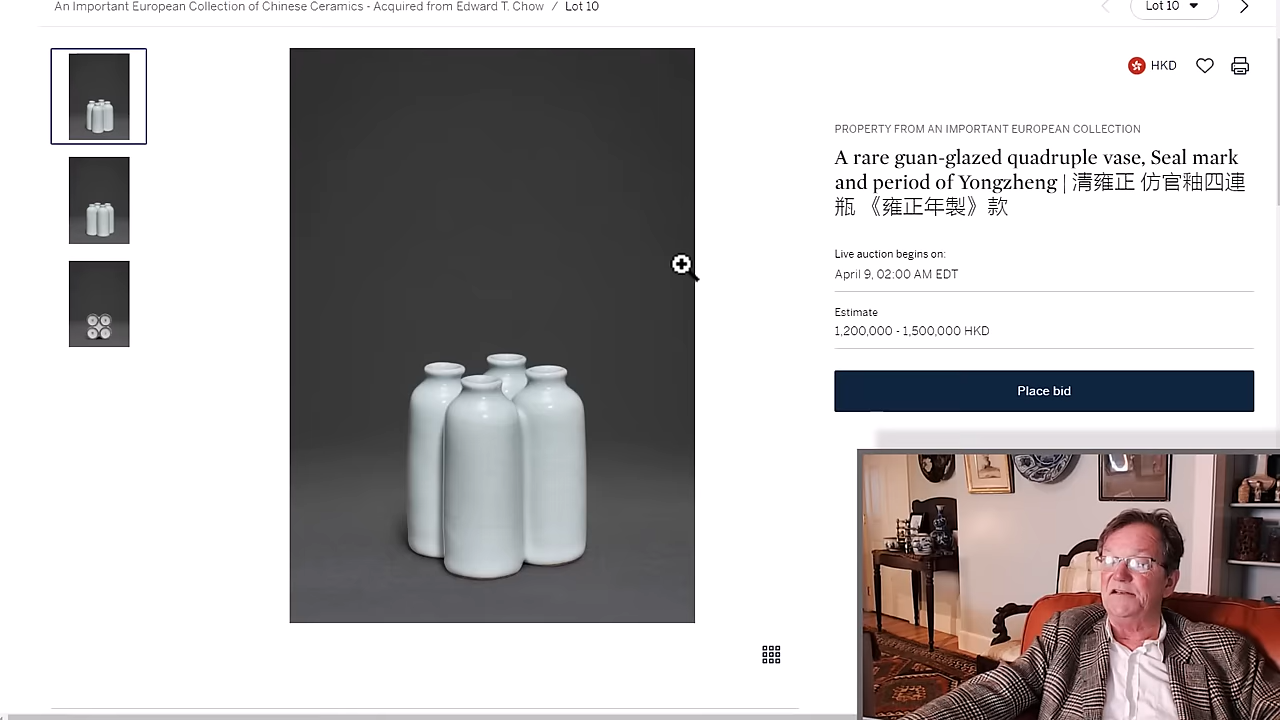 An Important European Collection of Chinese Ceramics - Acquired from Edward T. Chow / Lot 10
Lot 10
HKD
PROPERTY FROM AN IMPORTANT EUROPEAN COLLECTION
A rare guan-glazed quadruple vase, Seal mark
and period of Yongzheng | 清雍正 仿官釉四連
瓶 《雍正年製》款
Live auction begins on:
April 9, 02:00 AM EDT
Estimate
1,200,000 - 1,500,000 HKD
Place bid